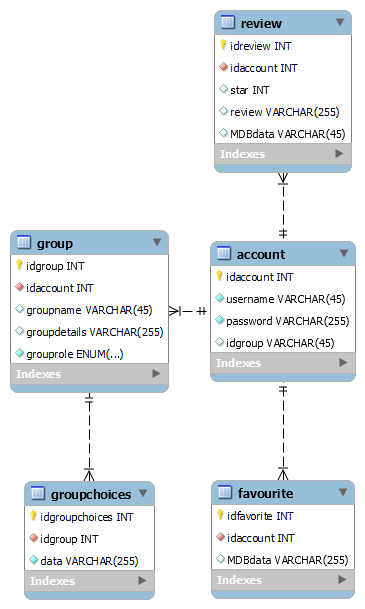 review
idreview INT
idaccount INT
star INT
review VARCHAR(255)
MDBdata VARCHAR(45)
Indexes
group
idgroup INT
idaccount INT
groupname VARCHAR(45)
groupdetails VARCHAR(255)
grouprole ENUM(...)
Indexes
account
idaccount INT
username VARCHAR(45)
password VARCHAR(255)
idgroup VARCHAR(45)
Indexes
groupchoices
idgroupchoices INT
idgroup INT
data VARCHAR(255)
Indexes
favourite
idfavorite INT
idaccount INT
MDBdata VARCHAR(255)
Indexes